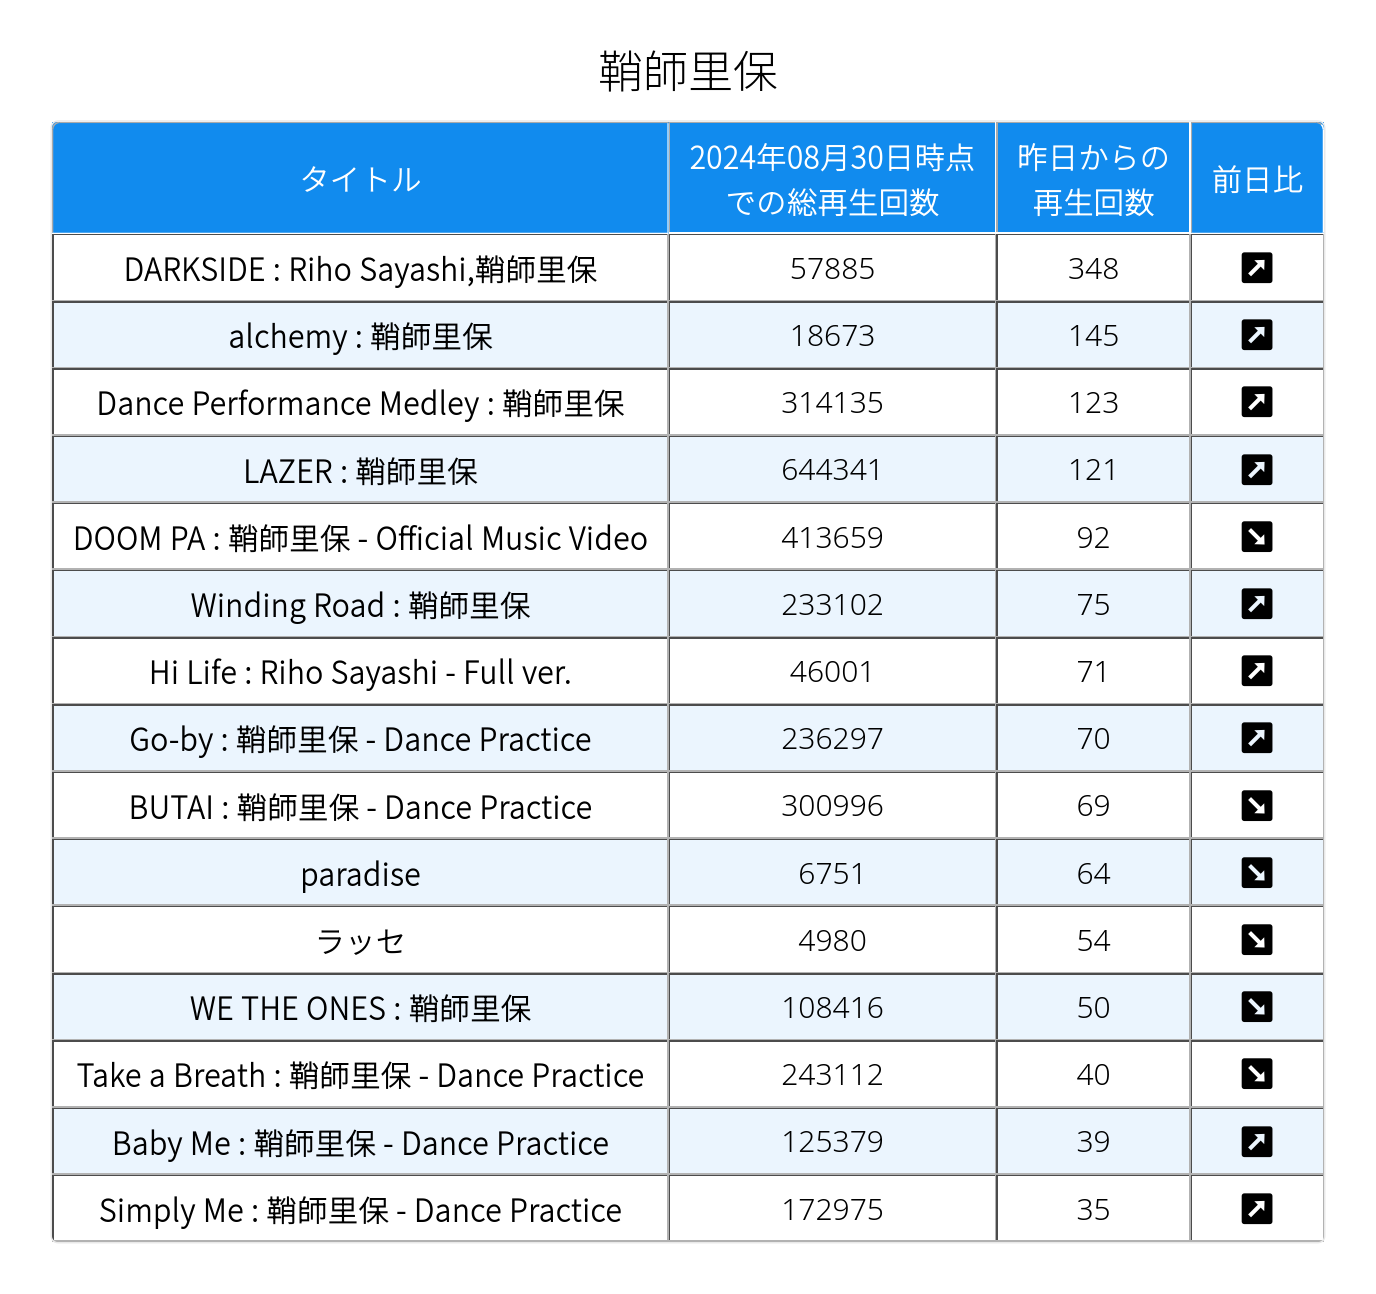 鞘師里保
タイトル
2024年08月30日時点
での総再生回数
昨日からの
再生回数
前日比
DARKSIDE : Riho Sayashi,鞘師里保 57885 348
alchemy : 鞘師里保 18673 145
Dance Performance Medley : 鞘師里保 314135 123
LAZER : 鞘師里保 644341 121
DOOM PA : 鞘師里保 - Official Music Video 413659 92
Winding Road : 鞘師里保 233102 75
Hi Life : Riho Sayashi - Full ver. 46001 71
Go-by : 鞘師里保 - Dance Practice 236297 70
BUTAI : 鞘師里保 - Dance Practice 300996 69
paradise 6751 64
ラッセ 4980 54
WE THE ONES : 鞘師里保 108416 50
Take a Breath : 鞘師里保 - Dance Practice 243112 40
Baby Me : 鞘師里保 - Dance Practice 125379 39
Simply Me : 鞘師里保 - Dance Practice 172975 35